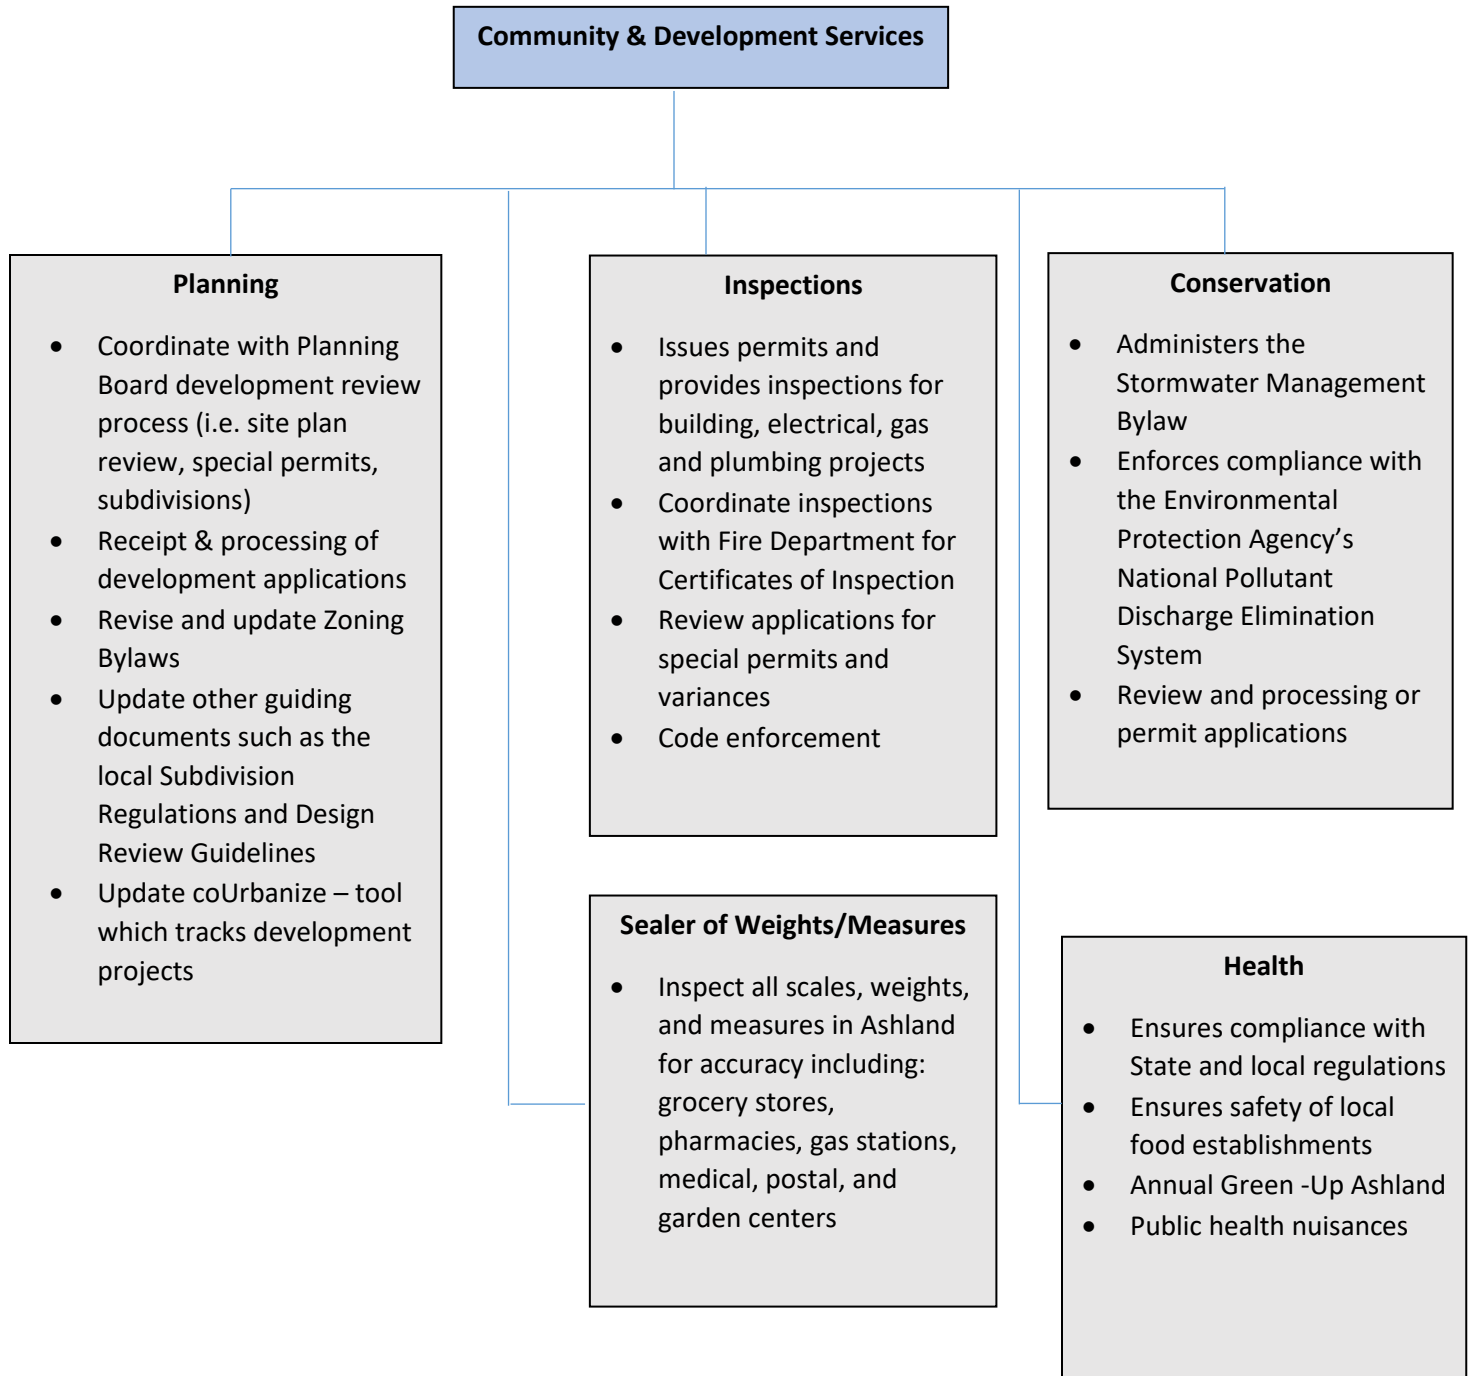 Community & Development Services
Planning
• Coordinate with Planning
Board development review
process (i.e. site plan
review, special permits,
subdivisions)
• Receipt & processing of
development applications
• Revise and update Zoning
Bylaws
• Update other guiding
documents such as the
local Subdivision
Regulations and Design
Review Guidelines
• Update coUrbanize – tool
which tracks development
projects
Inspections
• Issues permits and
provides inspections for
building, electrical, gas
and plumbing projects
• Coordinate inspections
with Fire Department for
Certificates of Inspection
• Review applications for
special permits and
variances
• Code enforcement
Conservation
• Administers the
Stormwater Management
Bylaw
• Enforces compliance with
the Environmental
Protection Agency’s
National Pollutant
Discharge Elimination
System
• Review and processing or
permit applications
Sealer of Weights/Measures
• Inspect all scales, weights,
and measures in Ashland
for accuracy including:
grocery stores,
pharmacies, gas stations,
medical, postal, and
garden centers
Health
• Ensures compliance with
State and local regulations
• Ensures safety of local
food establishments
• Annual Green -Up Ashland
• Public health nuisances